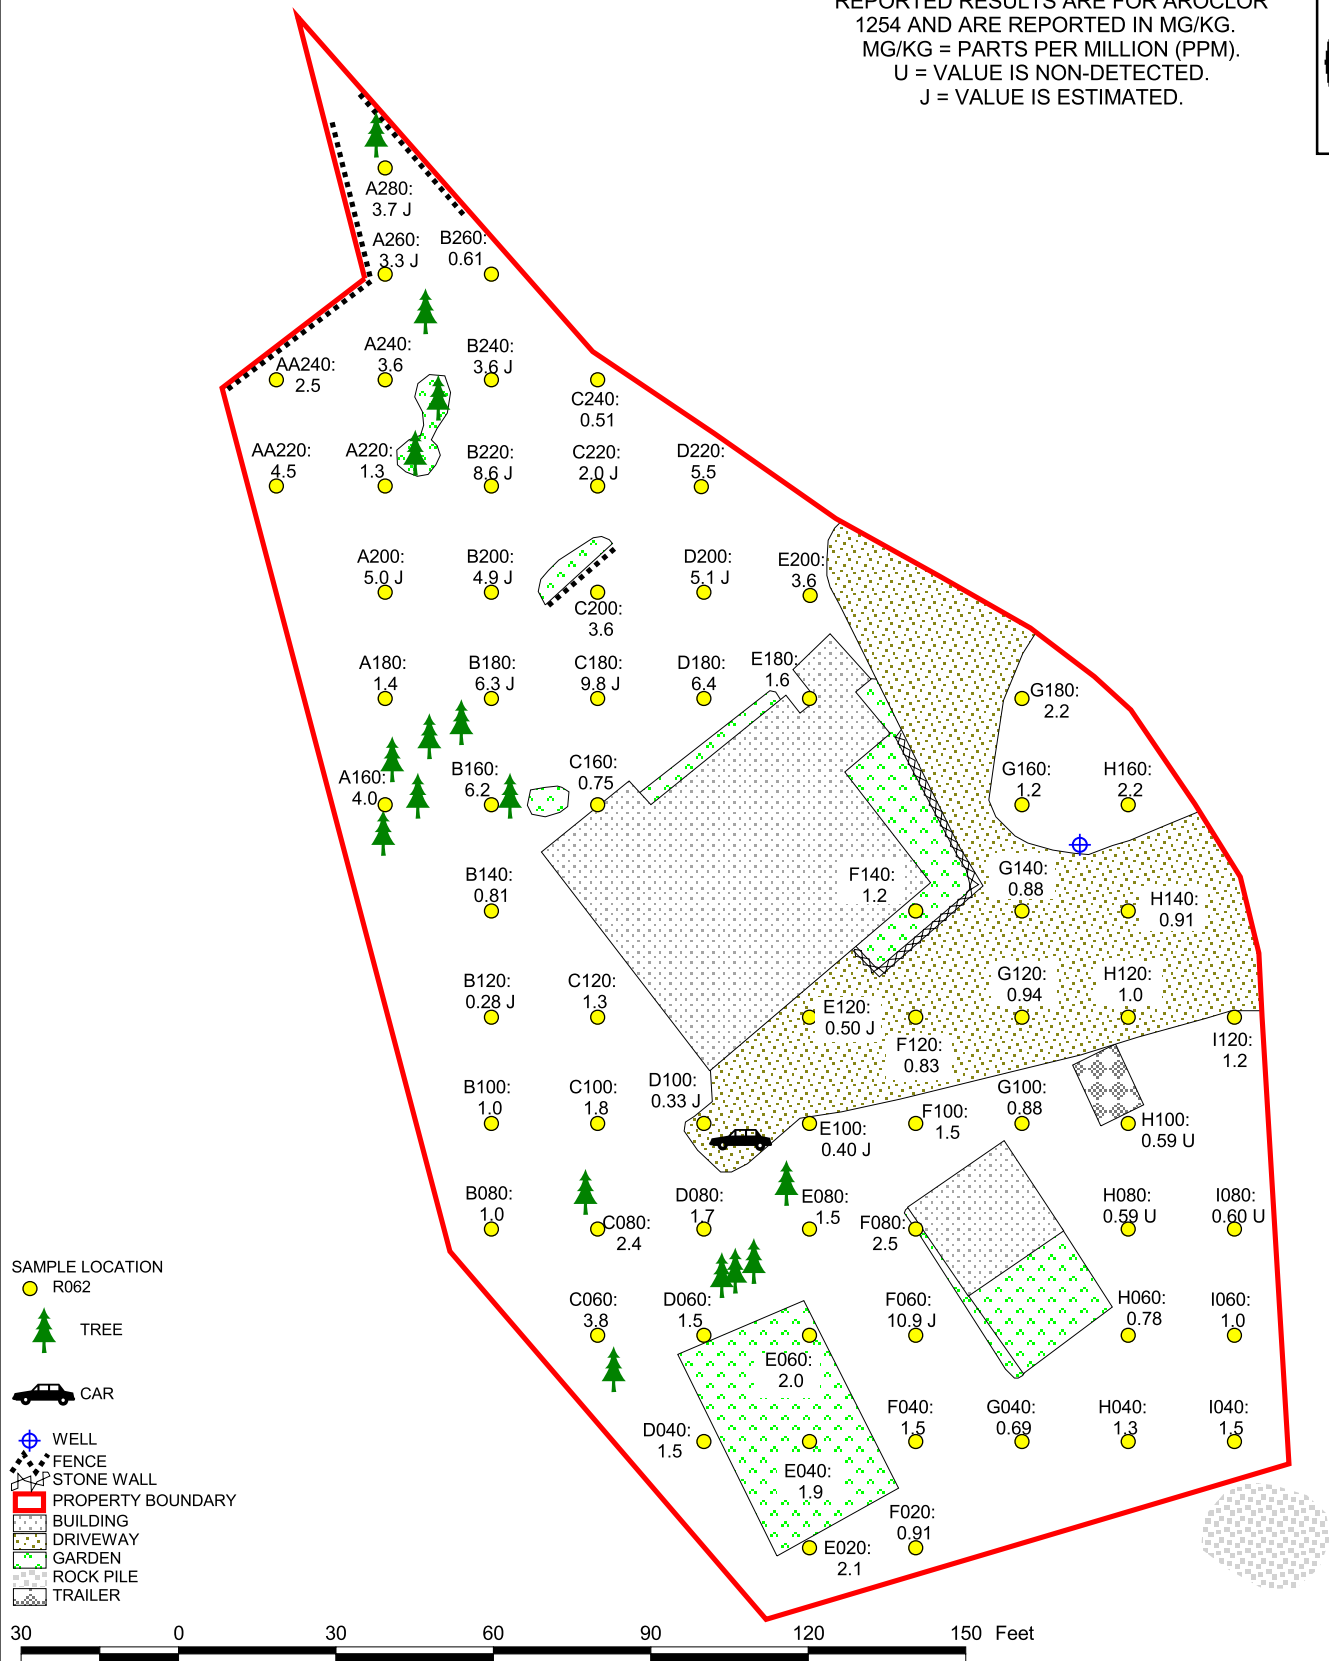 REPORTED RESULTS ARE FOR AROCLOR
1254 AND ARE REPORTED IN MG/KG.
MG/KG = PARTS PER MILLION (PPM).
U = VALUE IS NON-DETECTED.
J = VALUE IS ESTIMATED.
A280:
3.7 J
A260:
3.3 J
B260:
0.61
AA240:
2.5
A240:
3.6
B240:
3.6 J
C240:
0.51
AA220:
4.5
A220:
1.3
B220:
8.6 J
C220:
2.0 J
D220:
5.5
A200:
5.0 J
B200:
4.9 J
C200:
3.6
D200:
5.1 J
E200:
3.6
A180:
1.4
B180:
6.3 J
C180:
9.8 J
D180:
6.4
E180:
1.6
G180:
2.2
A160:
4.0
B160:
6.2
C160:
0.75
G160:
1.2
H160:
2.2
B140:
0.81
F140:
1.2
G140:
0.88
H140:
0.91
B120:
0.28 J
C120:
1.3
E120:
0.50 J
F120:
0.83
G120:
0.94
H120:
1.0
I120:
1.2
B100:
1.0
C100:
1.8
D100:
0.33 J
E100:
0.40 J
F100:
1.5
G100:
0.88
H100:
0.59 U
B080:
1.0
C080:
2.4
D080:
1.7
E080:
1.5
F080:
2.5
H080:
0.59 U
I080:
0.60 U
C060:
3.8
D060:
1.5
E060:
2.0
F060:
10.9 J
H060:
0.78
I060:
1.0
D040:
1.5
E040:
1.9
F040:
1.5
G040:
0.69
H040:
1.3
I040:
1.5
E020:
2.1
F020:
0.91
SAMPLE LOCATION
R062
TREE
CAR
WELL
FENCE
STONE WALL
PROPERTY BOUNDARY
BUILDING
DRIVEWAY
GARDEN
ROCK PILE
TRAILER
30 0 30 60 90 120 150 Feet